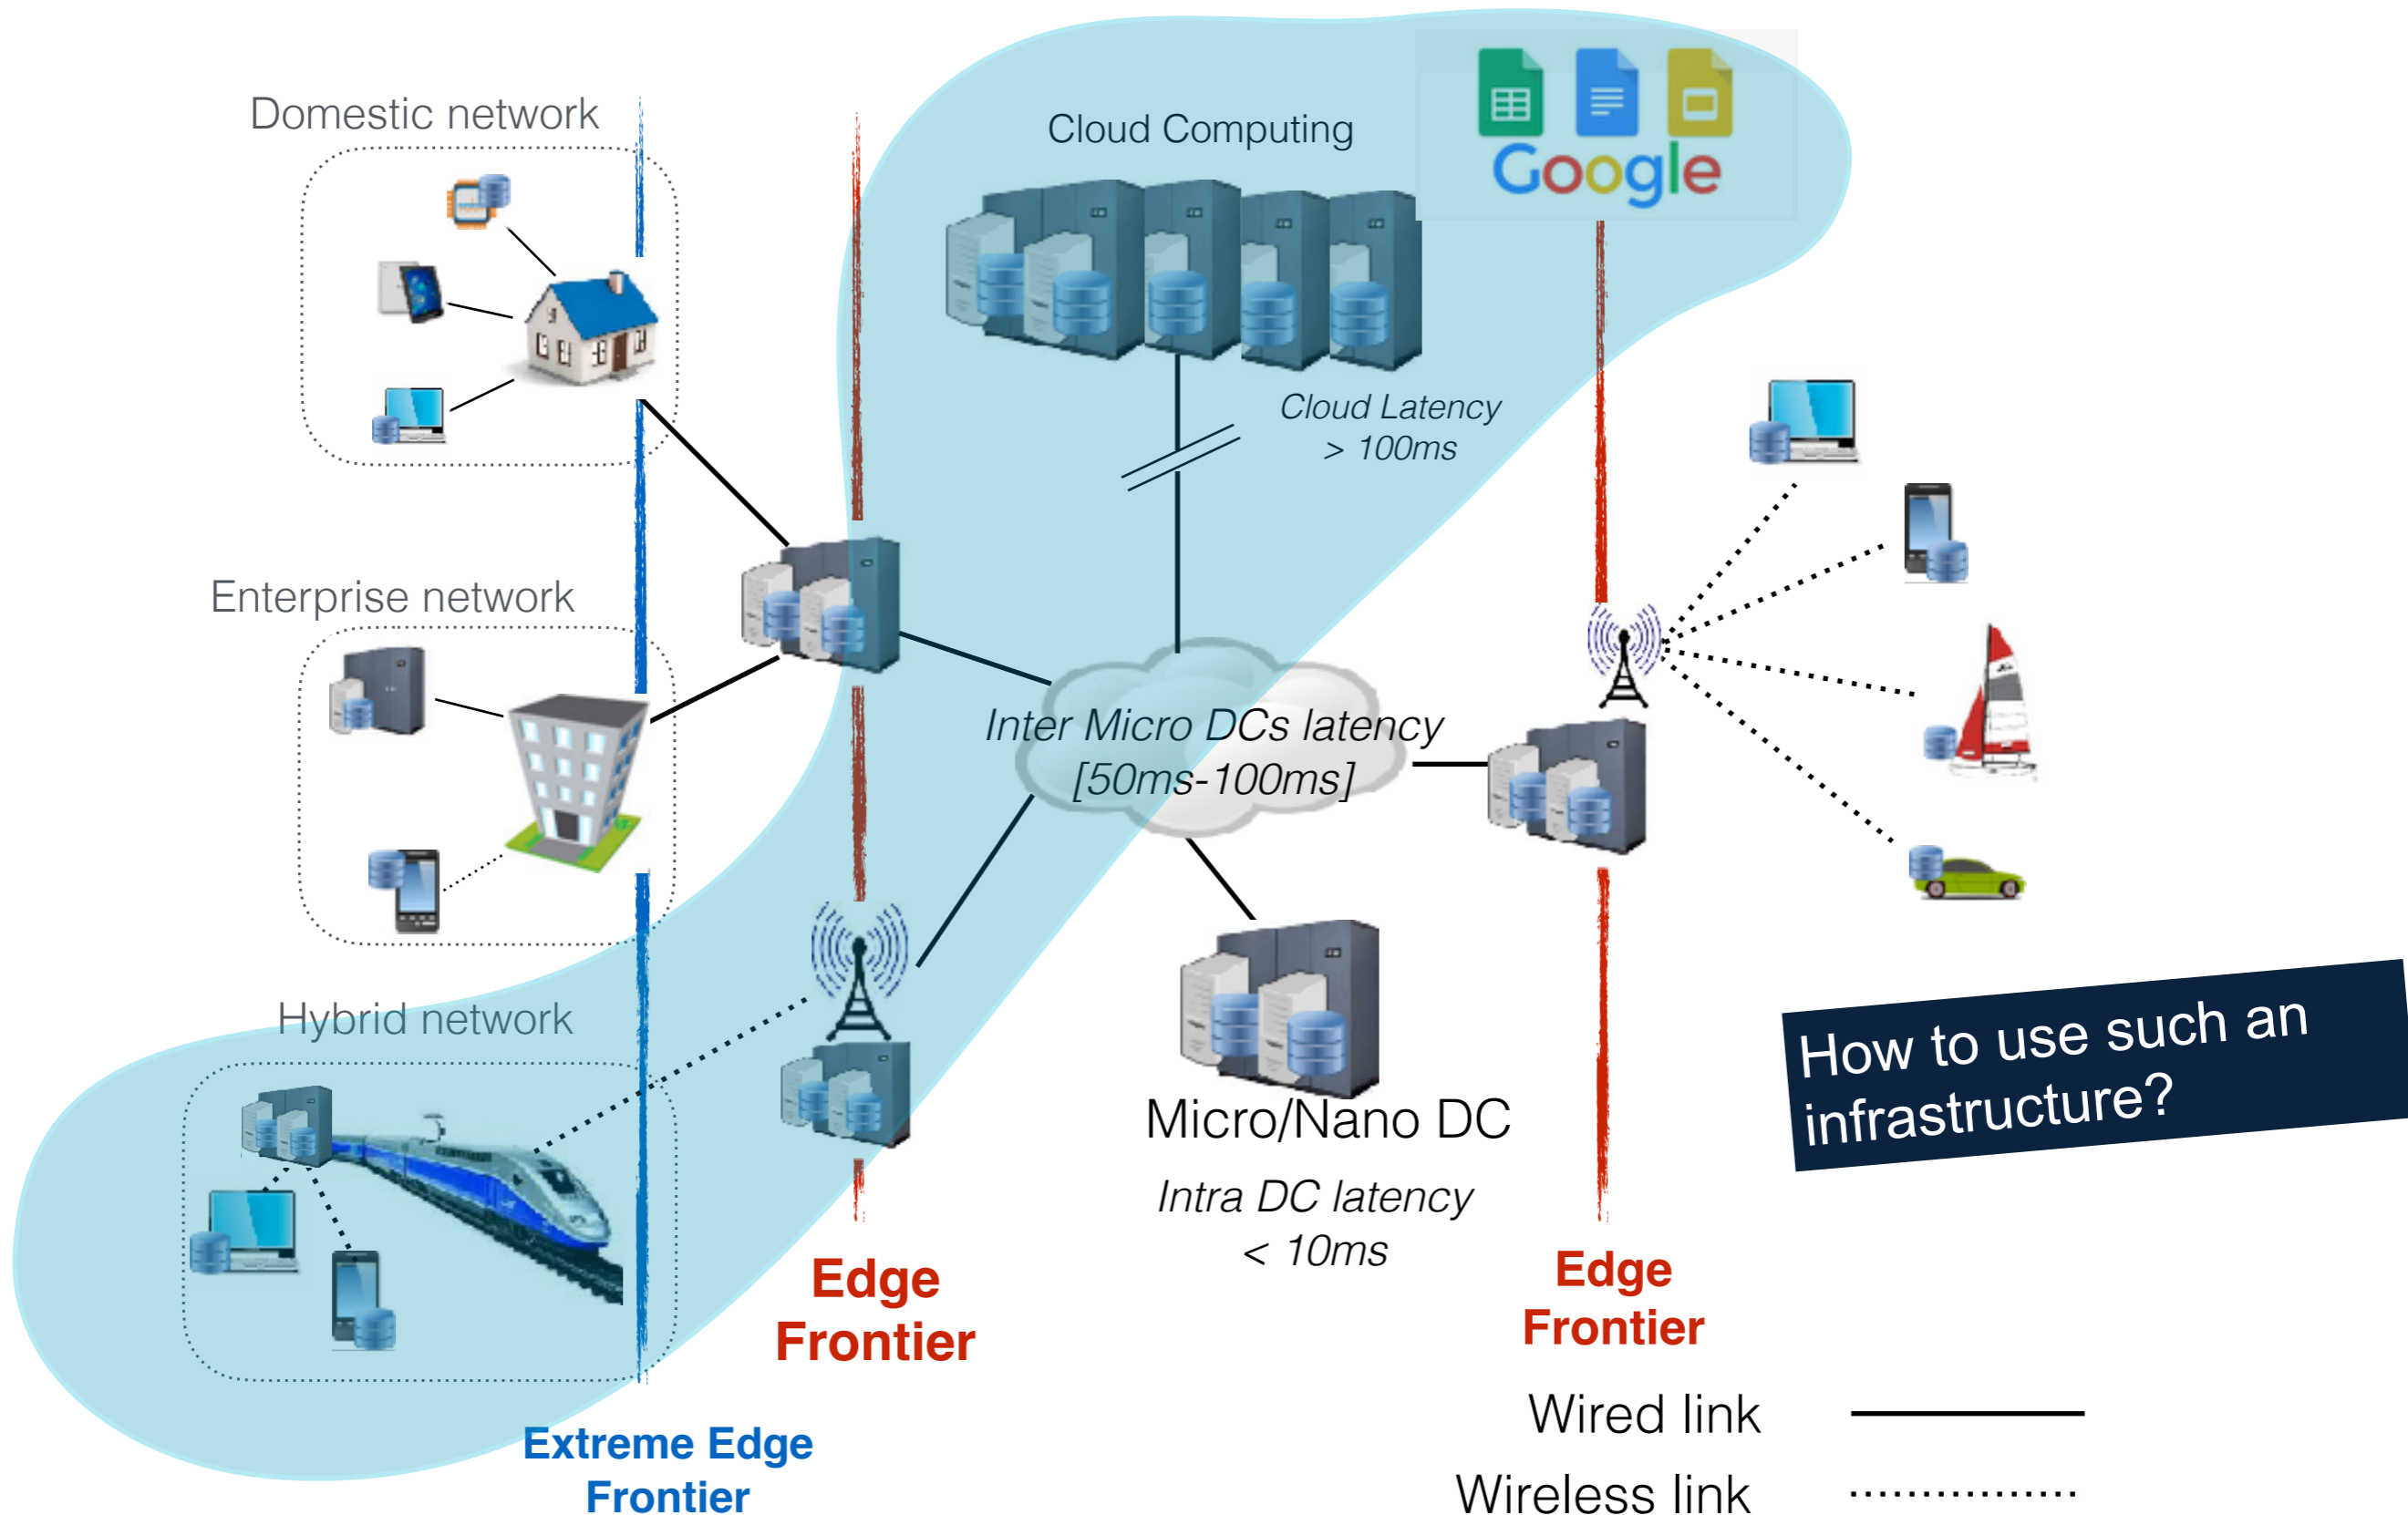 Domestic network
Cloud Computing
Google
Cloud Latency
> 100ms
Enterprise network
Inter Micro DCs latency
[50ms-100ms]
Hybrid network
How to use such an
infrastructure?
Micro/Nano DC
Intra DC latency
< 10ms
Edge
Frontier
Edge
Frontier
Extreme Edge
Frontier
Wired link
Wireless link